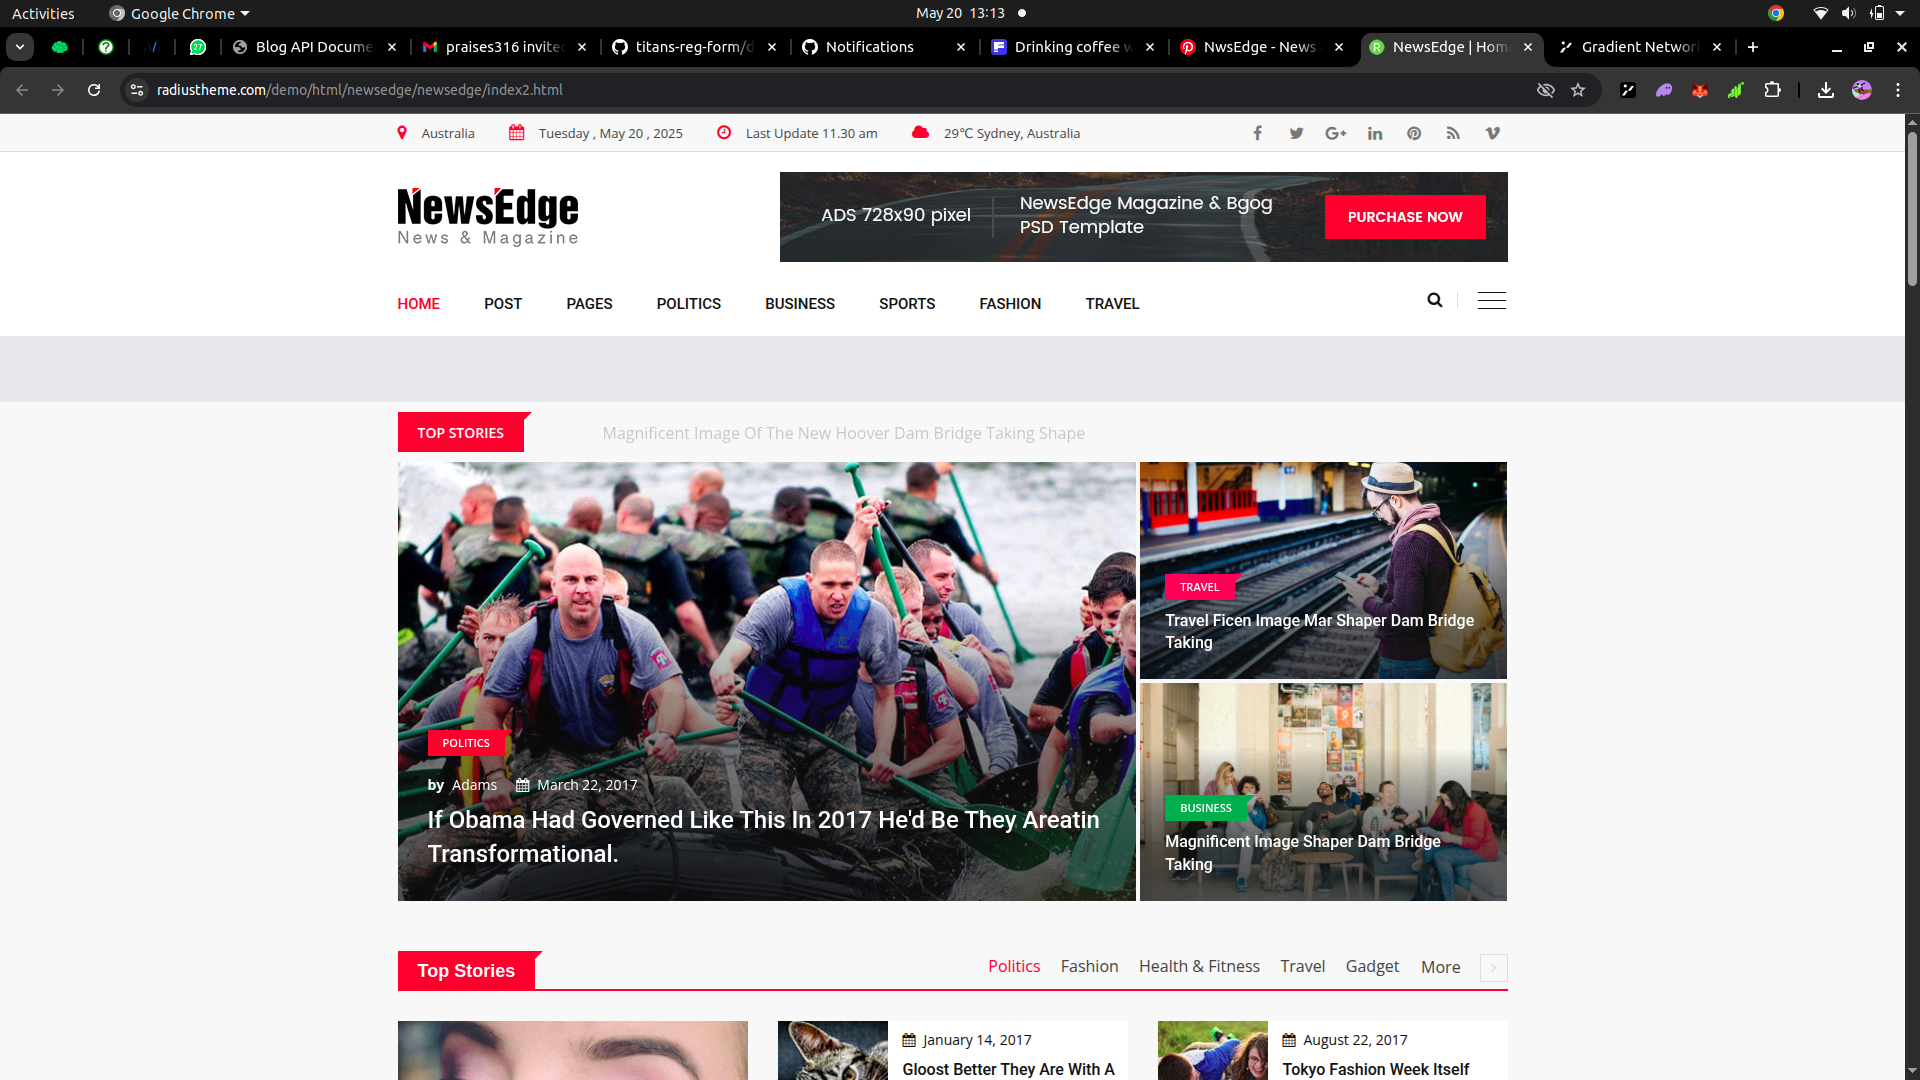 Activities
Google Chrome
May 20 13:13
27
Blog API Docume
praises316 invite
titans-reg-form/d
Notifications
Drinking coffee w
NwsEdge - News
NewsEdge | Hom
Gradient Networ
radiustheme.com/demo/html/newsedge/newsedge/index2.html
Australia
Tuesday , May 20 , 2025
Last Update 11.30 am
29℃ Sydney, Australia
NewsEdge
News & Magazine
ADS 728x90 pixel
NewsEdge Magazine & Bgog
PSD Template
PURCHASE NOW
HOME
POST
PAGES
POLITICS
BUSINESS
SPORTS
FASHION
TRAVEL
TOP STORIES
Magnificent Image Of The New Hoover Dam Bridge Taking Shape
POLITICS
by Adams
March 22, 2017
If Obama Had Governed Like This In 2017 He'd Be They Areatin
Transformational.
TRAVEL
Travel Ficen Image Mar Shaper Dam Bridge
Taking
BUSINESS
Magnificent Image Shaper Dam Bridge
Taking
Top Stories
Politics
Fashion
Health & Fitness
Travel
Gadget
More
January 14, 2017
Gloost Better They Are With A
August 22, 2017
Tokyo Fashion Week Itself